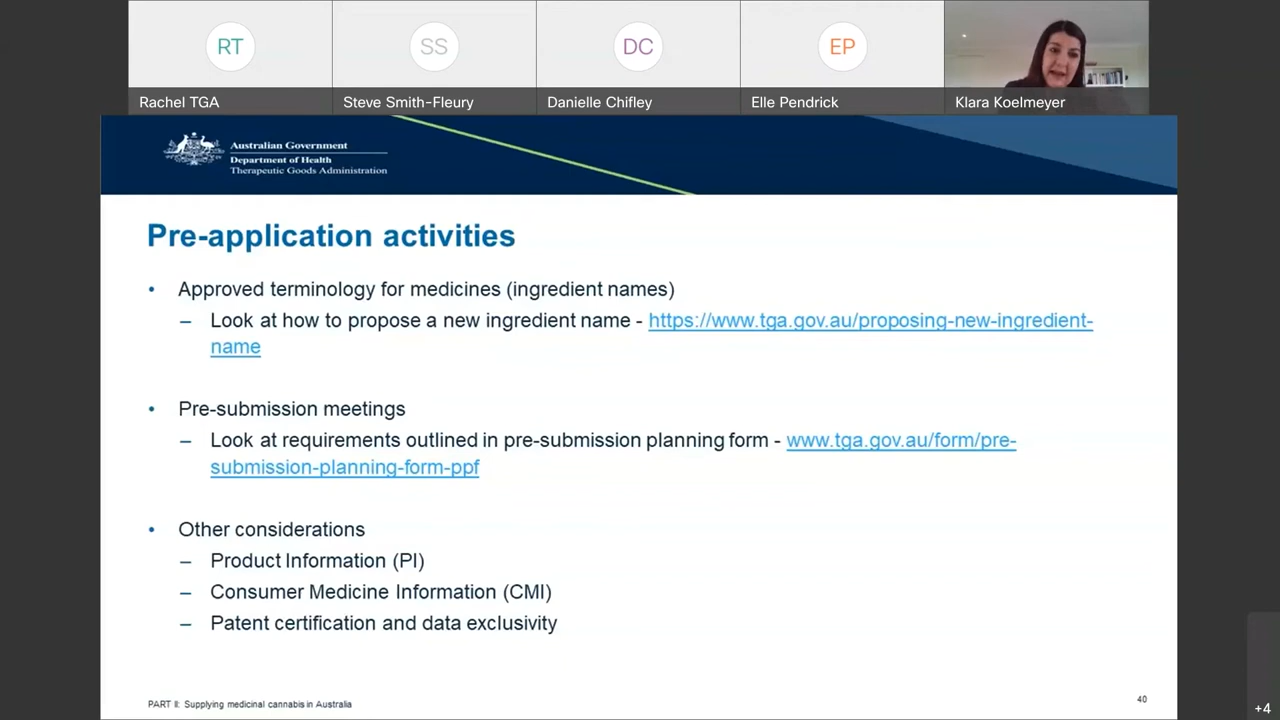 RT
SS
DC
EP
Rachel TGA
Steve Smith-Fleury
Danielle Chifley
Elle Pendrick
Klara Koelmeyer
Australian Government
Department of Health
Therapeutic Goods Administration
Pre-application activities
• Approved terminology for medicines (ingredient names)
– Look at how to propose a new ingredient name - https://www.tga.gov.au/proposing-new-ingredient-
name
• Pre-submission meetings
– Look at requirements outlined in pre-submission planning form - www.tga.gov.au/form/pre-
submission-planning-form-ppf
• Other considerations
– Product Information (PI)
– Consumer Medicine Information (CMI)
– Patent certification and data exclusivity
PART II: Supplying medicinal cannabis in Australia
40
+4